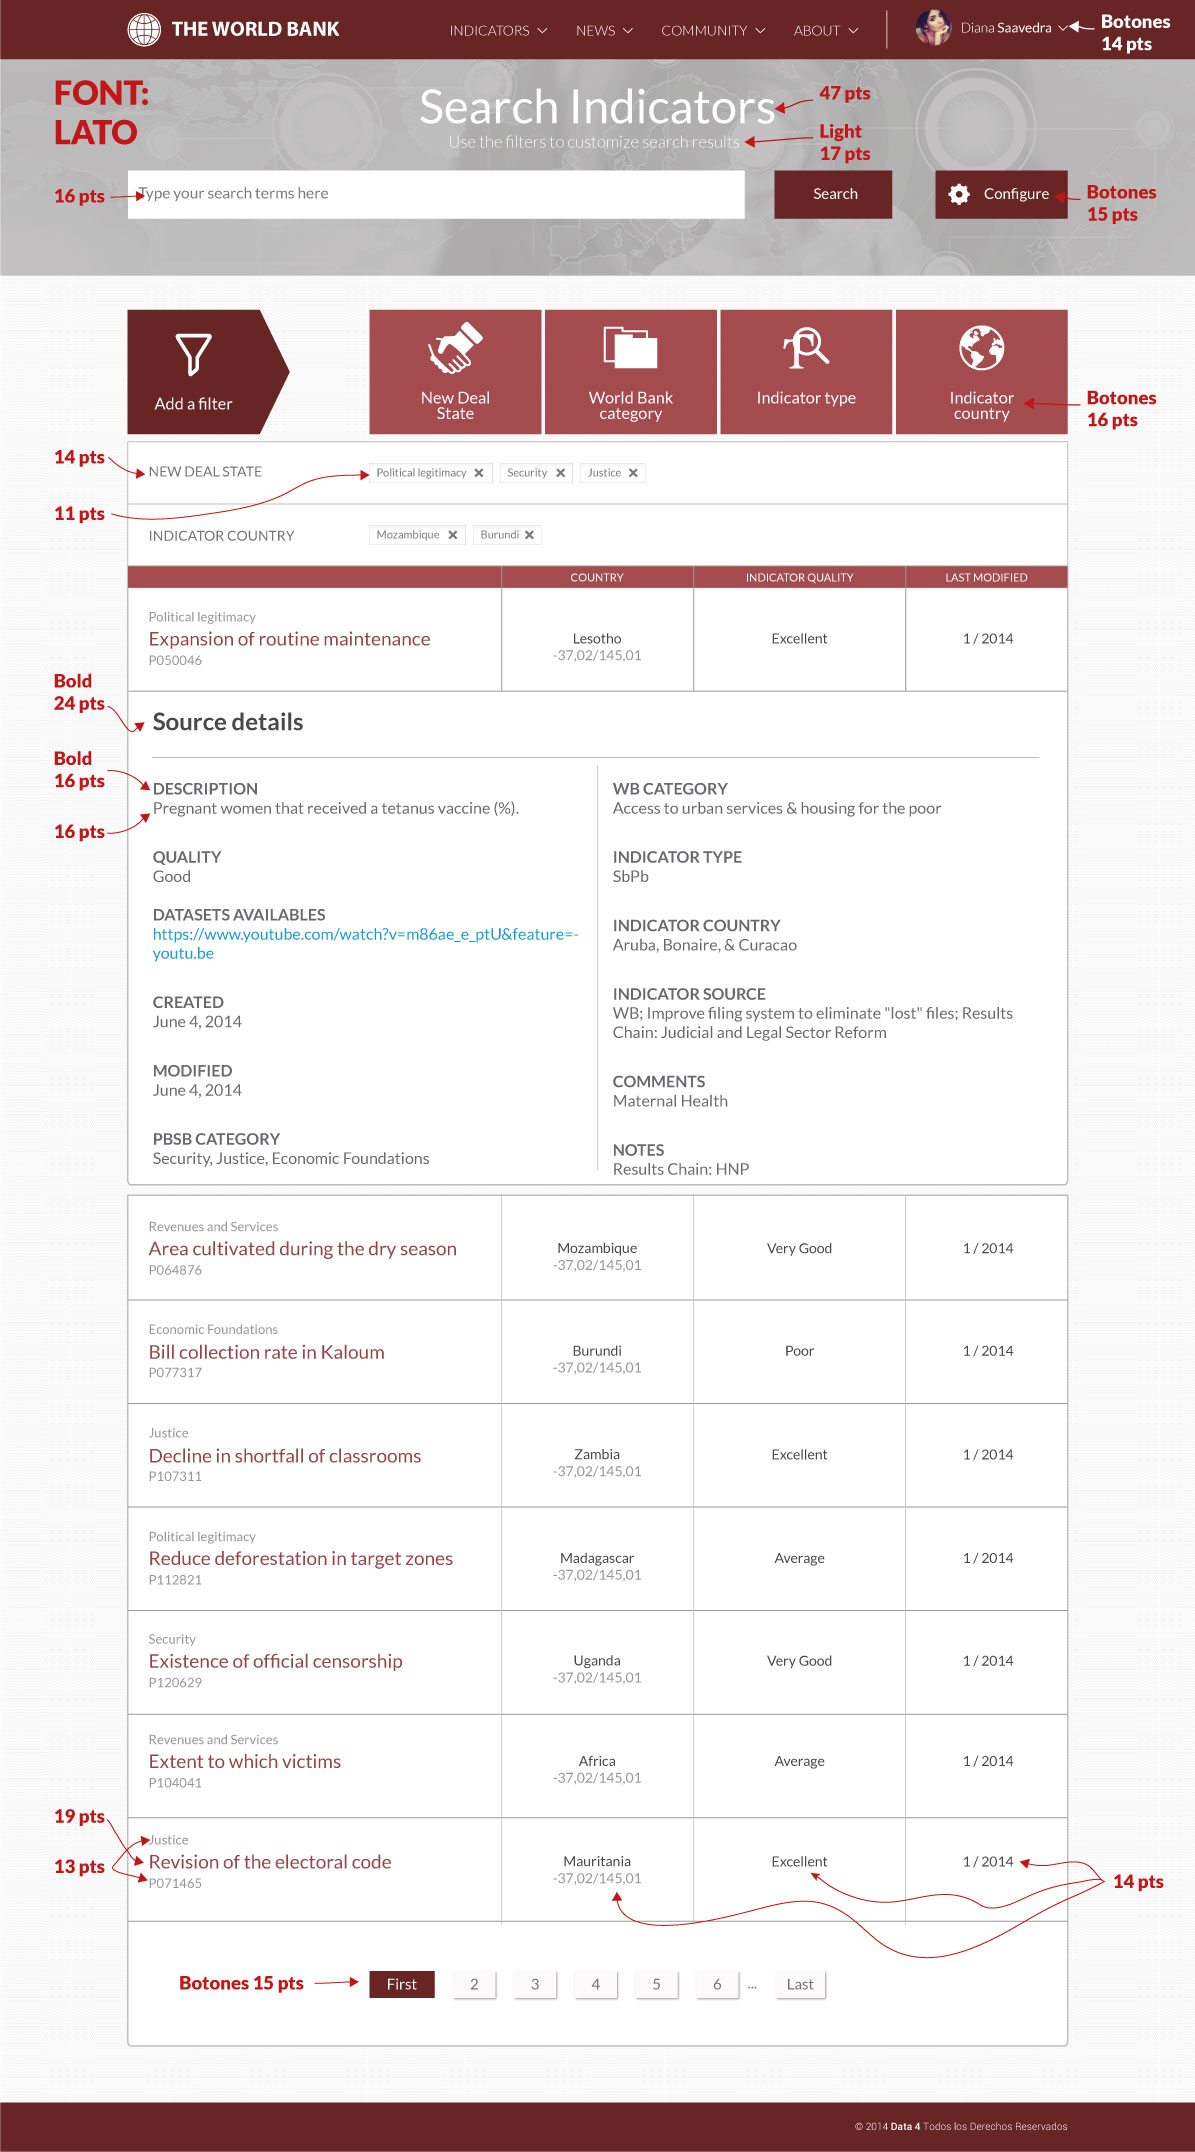 THE WORLD BANK
INDICATORS
NEWS
COMMUNITY
ABOUT
Diana Saavedra
Botones
14 pts
FONT:
LATO
Search Indicators
47 pts
Use the filters to customize search results
Light
17 pts
16 pts
Type your search terms here
Search
Configure
Botones
15 pts
Add a filter
New Deal
State
World Bank
category
Indicator type
Indicator
country
Botones
16 pts
14 pts
NEW DEAL STATE
Political legitimacy
Security
Justice
11 pts
INDICATOR COUNTRY
Mozambique
Burundi
COUNTRY
INDICATOR QUALITY
LAST MODIFIED
Political legitimacy
Expansion of routine maintenance
P050046
Lesotho
-37,02/145,01
Excellent
1 / 2014
Bold
24 pts
Source details
Bold
16 pts
16 pts
DESCRIPTION
Pregnant women that received a tetanus vaccine (%).
QUALITY
Good
DATASETS AVAILABLES
https://www.youtube.com/watch?v=m86ae_e_ptU&feature=-
youtu.be
CREATED
June 4, 2014
MODIFIED
June 4, 2014
PBSB CATEGORY
Security, Justice, Economic Foundations
WB CATEGORY
Access to urban services & housing for the poor
INDICATOR TYPE
SbPb
INDICATOR COUNTRY
Aruba, Bonaire, & Curacao
INDICATOR SOURCE
WB; Improve filing system to eliminate "lost" files; Results
Chain: Judicial and Legal Sector Reform
COMMENTS
Maternal Health
NOTES
Results Chain: HNP
Revenues and Services
Area cultivated during the dry season
P064876
Mozambique
-37,02/145,01
Very Good
1 / 2014
Economic Foundations
Bill collection rate in Kaloum
P077317
Burundi
-37,02/145,01
Poor
1 / 2014
Justice
Decline in shortfall of classrooms
P107311
Zambia
-37,02/145,01
Excellent
1 / 2014
Political legitimacy
Reduce deforestation in target zones
P112821
Madagascar
-37,02/145,01
Average
1 / 2014
Security
Existence of official censorship
P120629
Uganda
-37,02/145,01
Very Good
1 / 2014
Revenues and Services
Extent to which victims
P104041
Africa
-37,02/145,01
Average
1 / 2014
19 pts
13 pts
Justice
Revision of the electoral code
P071465
Mauritania
-37,02/145,01
Excellent
1 / 2014
14 pts
Botones 15 pts
First
2
3
4
5
6
...
Last
© 2014 Data 4 Todos los Derechos Reservados